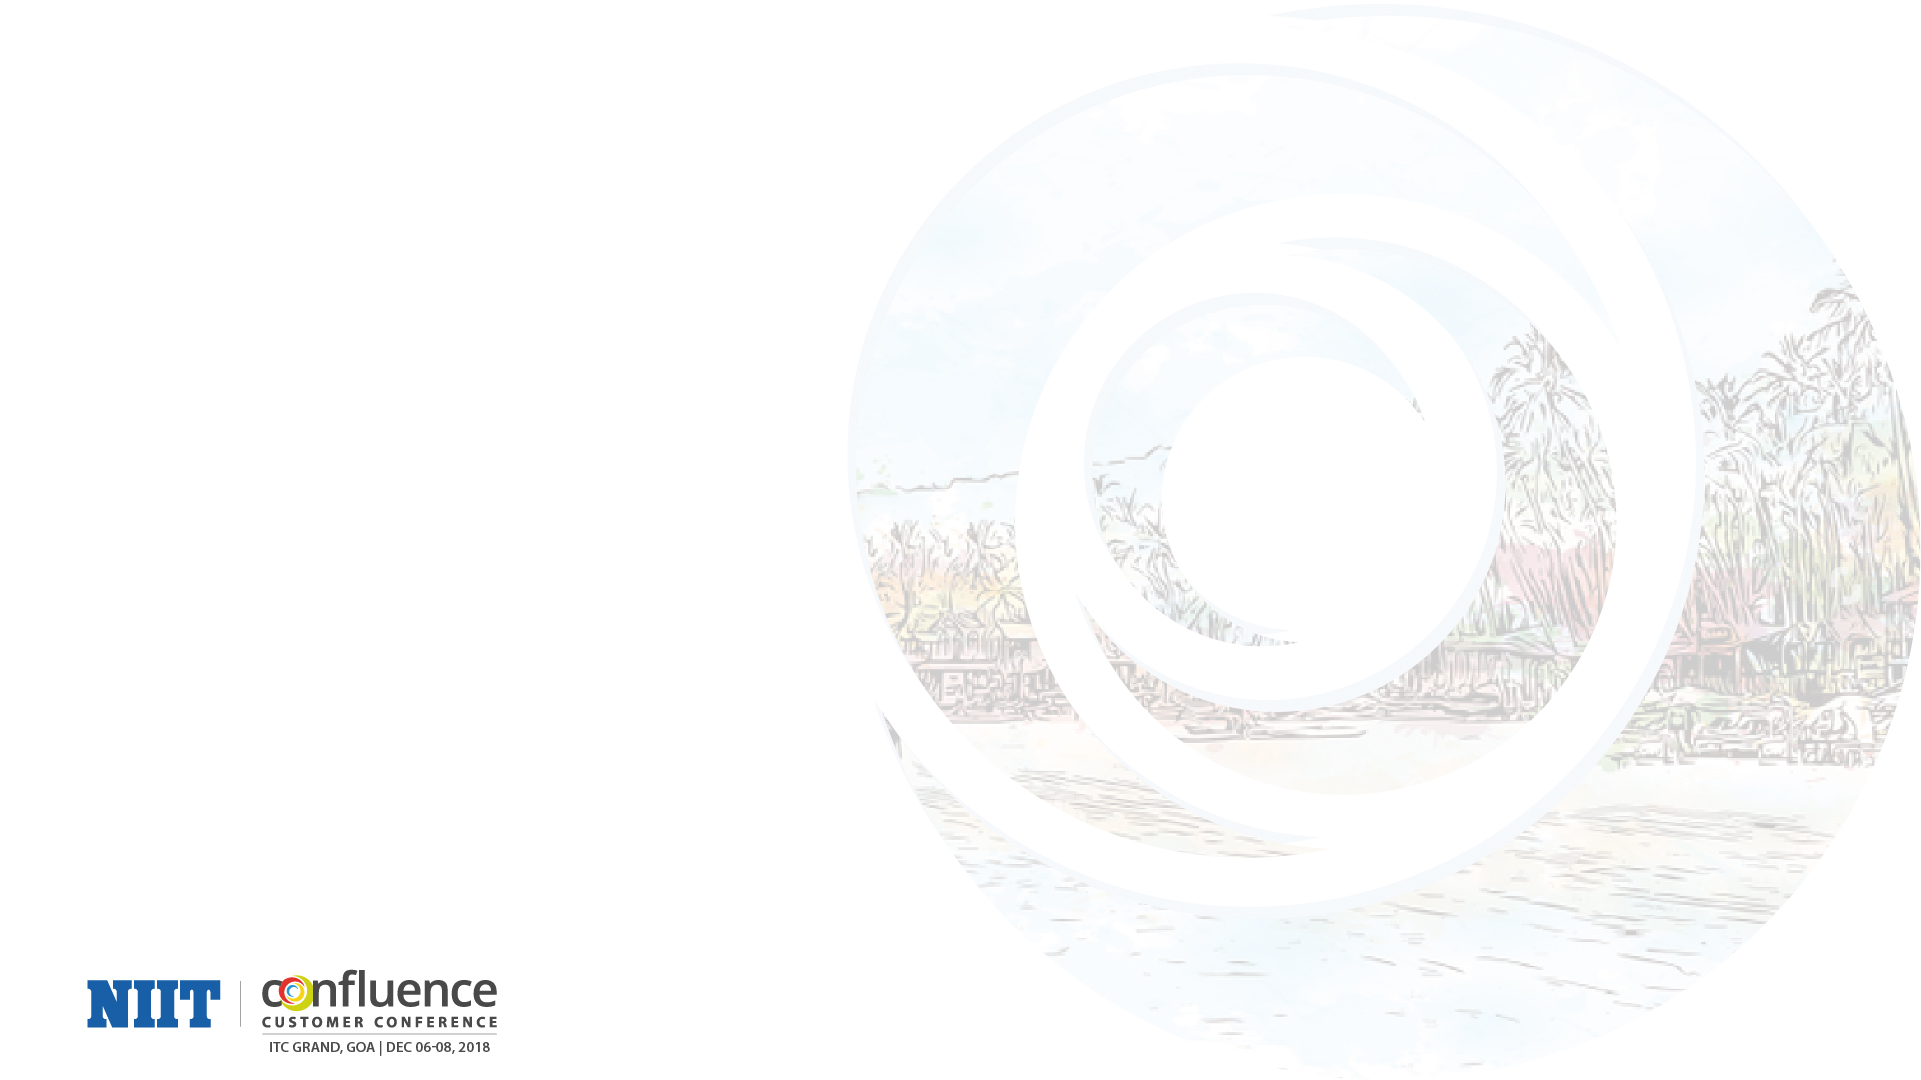 NIIT
confluence
CUSTOMER CONFERENCE
ITC GRAND, GOA | DEC 06-08, 2018